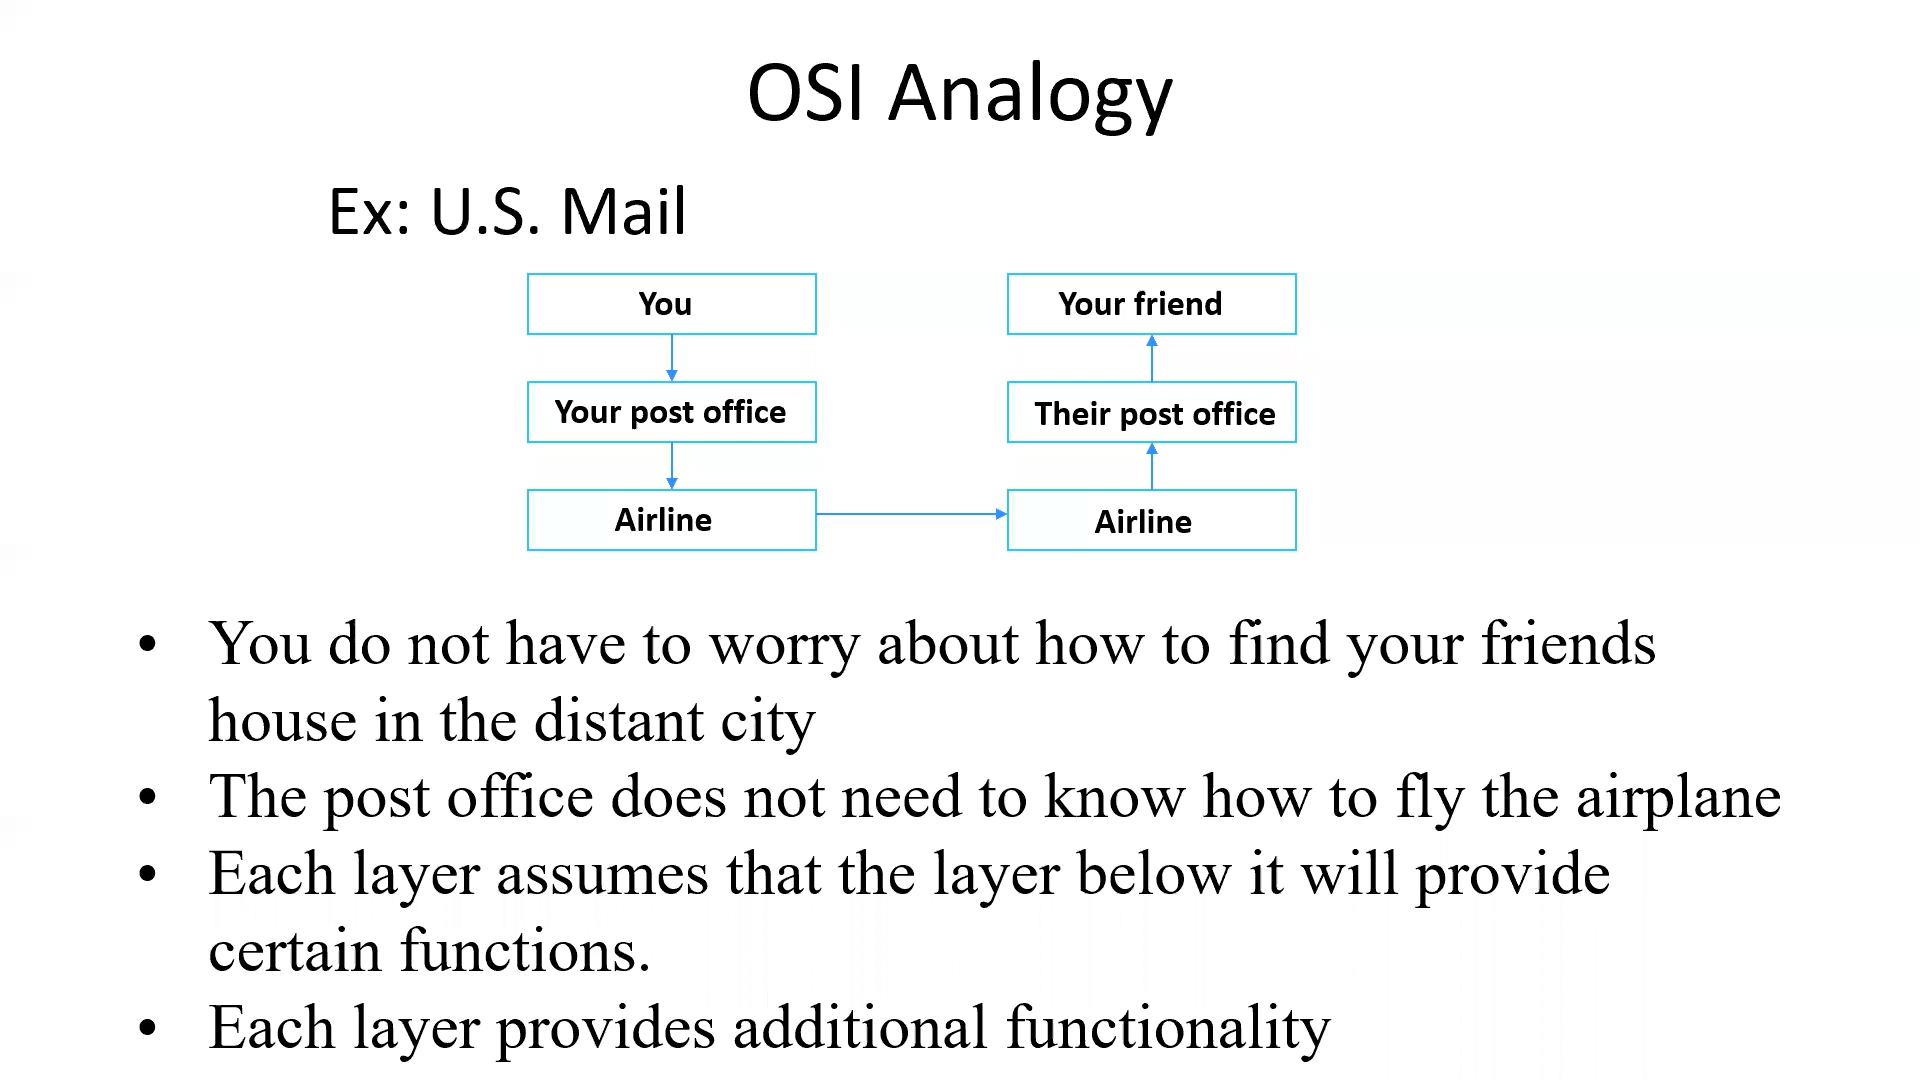 OSI Analogy
Ex: U.S. Mail
You
Your friend
Your post office
Their post office
Airline
Airline
• You do not have to worry about how to find your friends
house in the distant city
• The post office does not need to know how to fly the airplane
• Each layer assumes that the layer below it will provide
certain functions.
• Each layer provides additional functionality